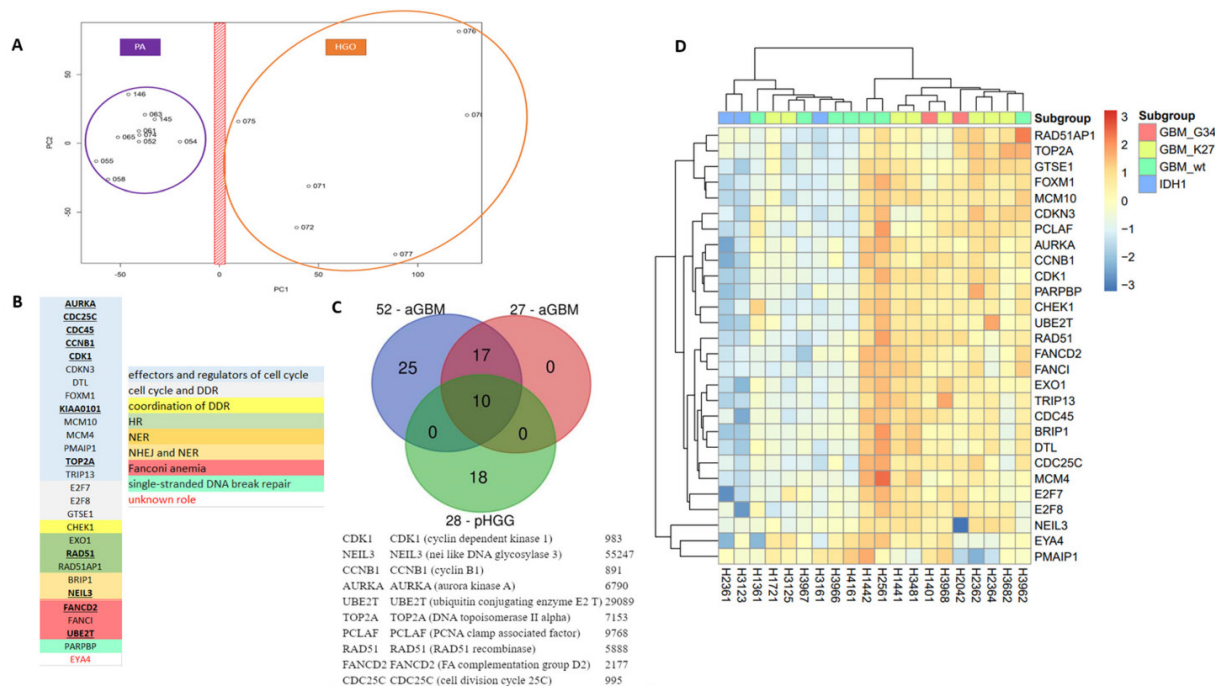 A
PA
HGO
50
0
-50
PC2
976
146
063
145
075
070
061
074
065
052
054
055
058
071
072
077
-50
0
50
100
PC1
B
AURKA
CDC25C
CDC45
CCNB1
CDK1
CDKN3
DTL
FOXM1
KIAA0101
MCM10
MCM4
PMAIP1
TOP2A
TRIP13
E2F7
E2F8
GTSE1
CHEK1
EXO1
RAD51
RAD51AP1
BRIP1
NEIL3
FANCD2
FANCI
UBE2T
PARPBP
EYA4
effectors and regulators of cell cycle
cell cycle and DDR
coordination of DDR
HR
NER
NHEJ and NER
Fanconi anemia
single-stranded DNA break repair
unknown role
C
52 - aGBM
27 - aGBM
25
17
0
10
0
0
18
28 - pHGG
CDK1 CDK1 (cyclin dependent kinase 1) 983
NEIL3 NEIL3 (nei like DNA glycosylase 3) 55247
CCNB1 CCNB1 (cyclin B1) 891
AURKA AURKA (aurora kinase A) 6790
UBE2T UBE2T (ubiquitin conjugating enzyme E2 T) 29089
TOP2A TOP2A (DNA topoisomerase II alpha) 7153
PCLAF PCLAF (PCNA clamp associated factor) 9768
RAD51 RAD51 (RAD51 recombinase) 5888
FANCD2 FANCD2 (FA complementation group D2) 2177
CDC25C CDC25C (cell division cycle 25C) 995
D
Subgroup
RAD51AP1
TOP2A
GTSE1
FOXM1
MCM10
CDKN3
PCLAF
AURKA
CCNB1
CDK1
PARPBP
CHEK1
UBE2T
RAD51
FANCD2
FANCI
EXO1
TRIP13
CDC45
BRIP1
DTL
CDC25C
MCM4
E2F7
E2F8
NEIL3
EYA4
PMAIP1
H2361
H3123
H1361
H1721
H3125
H3967
H3161
H3966
H4161
H1442
H2561
H1441
H3481
H1401
H3968
H2042
H2362
H2364
H3682
H3962
3
2
1
0
−1
−2
−3
Subgroup
GBM_G34
GBM_K27
GBM_wt
IDH1